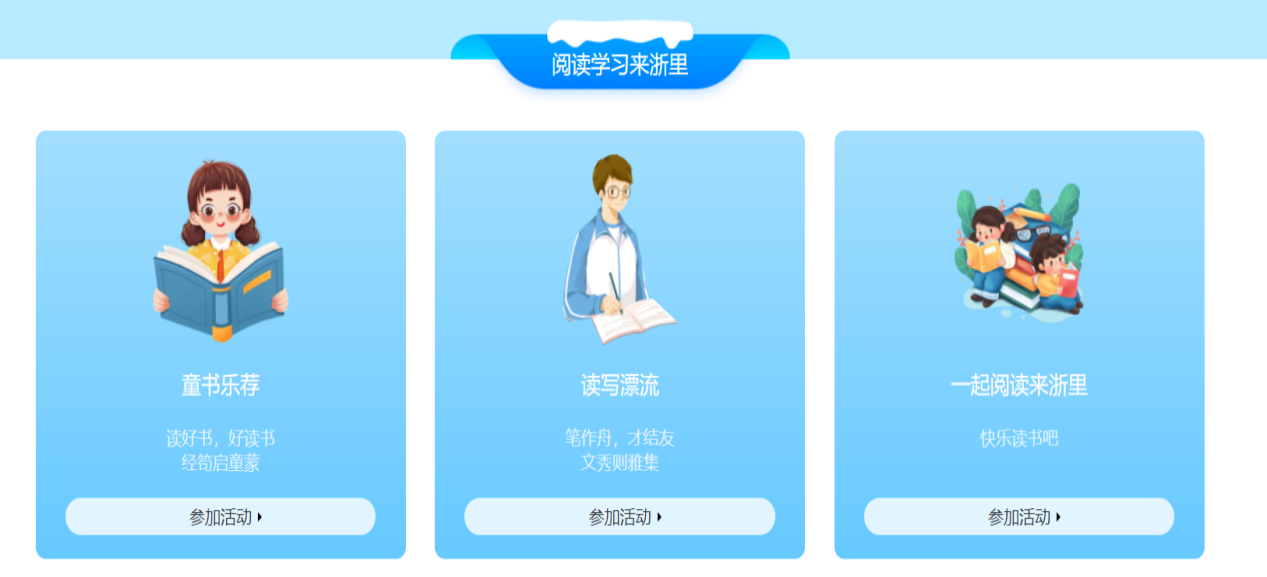 阅读学习来浙里
童书乐荐
读好书，好读书
经笥启童蒙
参加活动
读写漂流
笔作舟，才结友
文秀则雅集
参加活动
一起阅读来浙里
快乐读书吧
参加活动